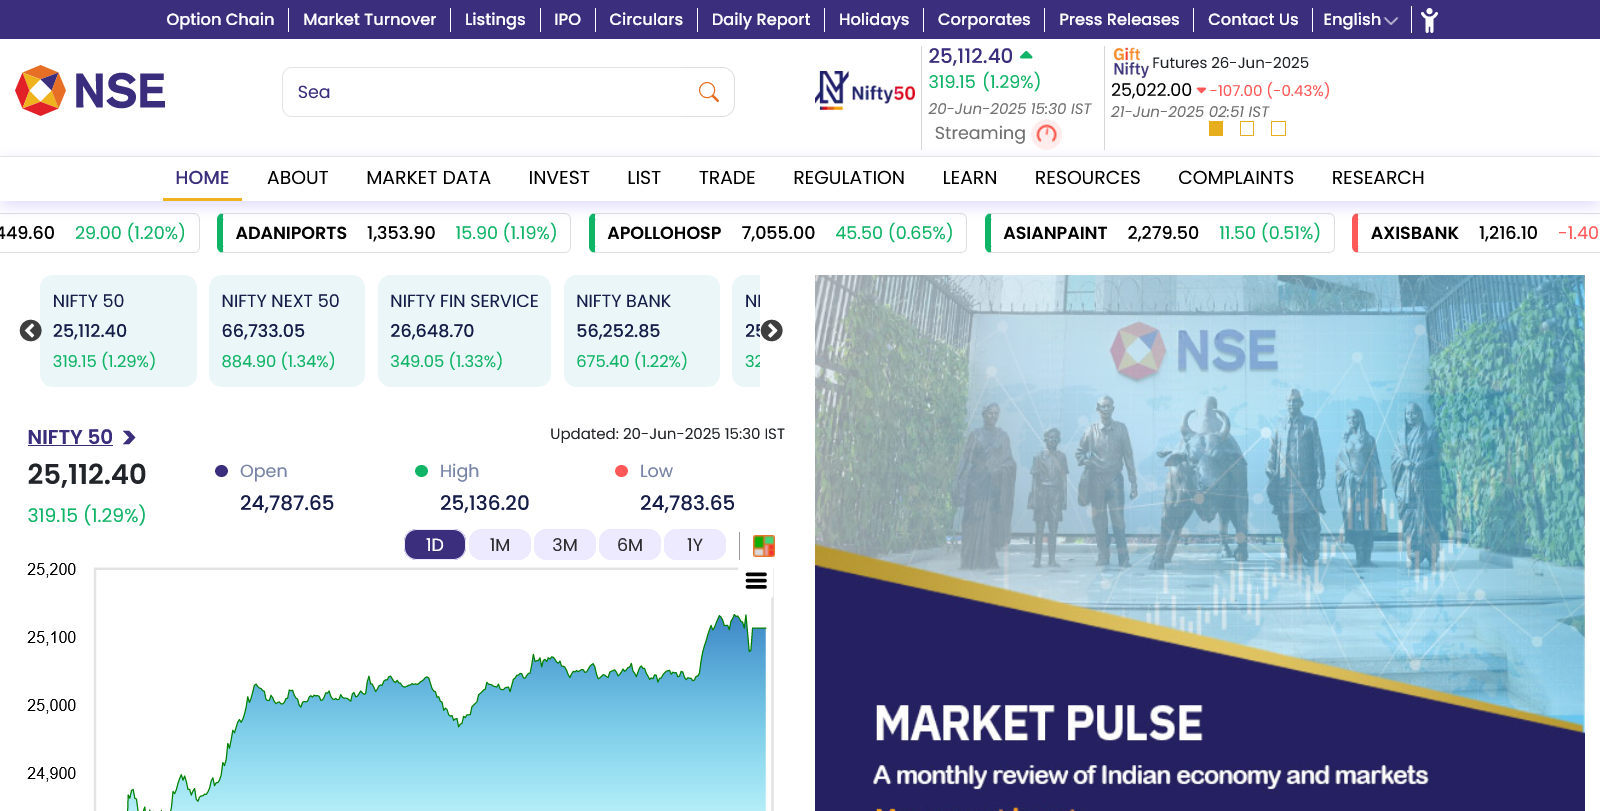 Option Chain Market Turnover Listings IPO Circulars Daily Report Holidays Corporates Press Releases Contact Us English
NSE
Sea
Nifty50
25,112.40
319.15 (1.29%)
20-Jun-2025 15:30 IST
Streaming
Gift Nifty Futures 26-Jun-2025
25,022.00 -107.00 (-0.43%)
21-Jun-2025 02:51 IST
HOME ABOUT MARKET DATA INVEST LIST TRADE REGULATION LEARN RESOURCES COMPLAINTS RESEARCH
449.60 29.00 (1.20%) ADANIPORTS 1,353.90 15.90 (1.19%) APOLLOHOSP 7,055.00 45.50 (0.65%) ASIANPAINT 2,279.50 11.50 (0.51%) AXISBANK 1,216.10 -1.40
NIFTY 50
25,112.40
319.15 (1.29%)
NIFTY NEXT 50
66,733.05
884.90 (1.34%)
NIFTY FIN SERVICE
26,648.70
349.05 (1.33%)
NIFTY BANK
56,252.85
675.40 (1.22%)
NIFTY 50
Updated: 20-Jun-2025 15:30 IST
25,112.40
319.15 (1.29%)
Open
24,787.65
High
25,136.20
Low
24,783.65
1D 1M 3M 6M 1Y
25,200
25,100
25,000
24,900
NSE
MARKET PULSE
A monthly review of Indian economy and markets